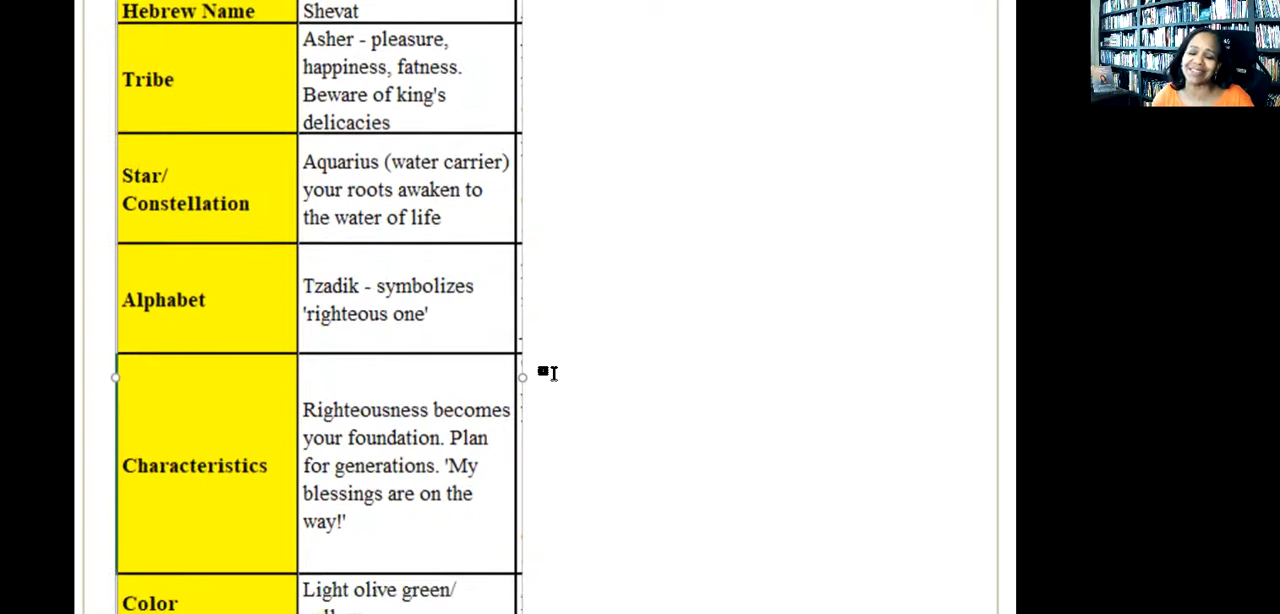 Hebrew Name
Shevat
Tribe
Asher - pleasure,
happiness, fatness.
Beware of king's
delicacies
Star/
Constellation
Aquarius (water carrier)
your roots awaken to
the water of life
Alphabet
Tzadik - symbolizes
'righteous one'
Characteristics
Righteousness becomes
your foundation. Plan
for generations. 'My
blessings are on the
way!'
Color
Light olive green/